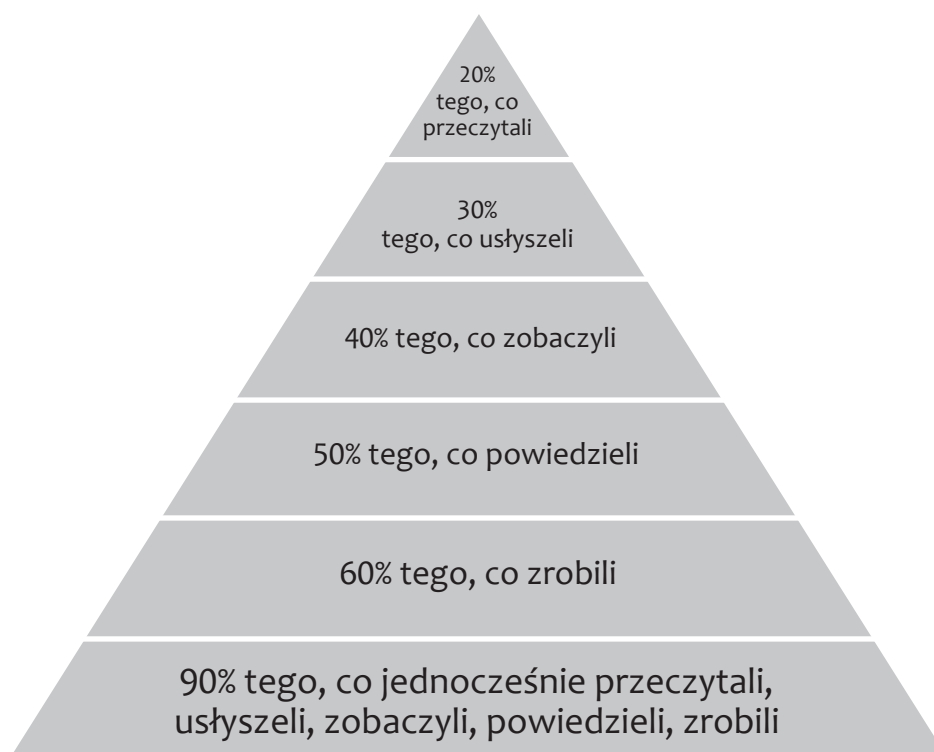 20%
tego, co
przeczytali
30%
tego, co usłyszeli
40% tego, co zobaczyli
50% tego, co powiedzieli
60% tego, co zrobili
90% tego, co jednocześnie przeczytali,
usłyszeli, zobaczyli, powiedzieli, zrobili